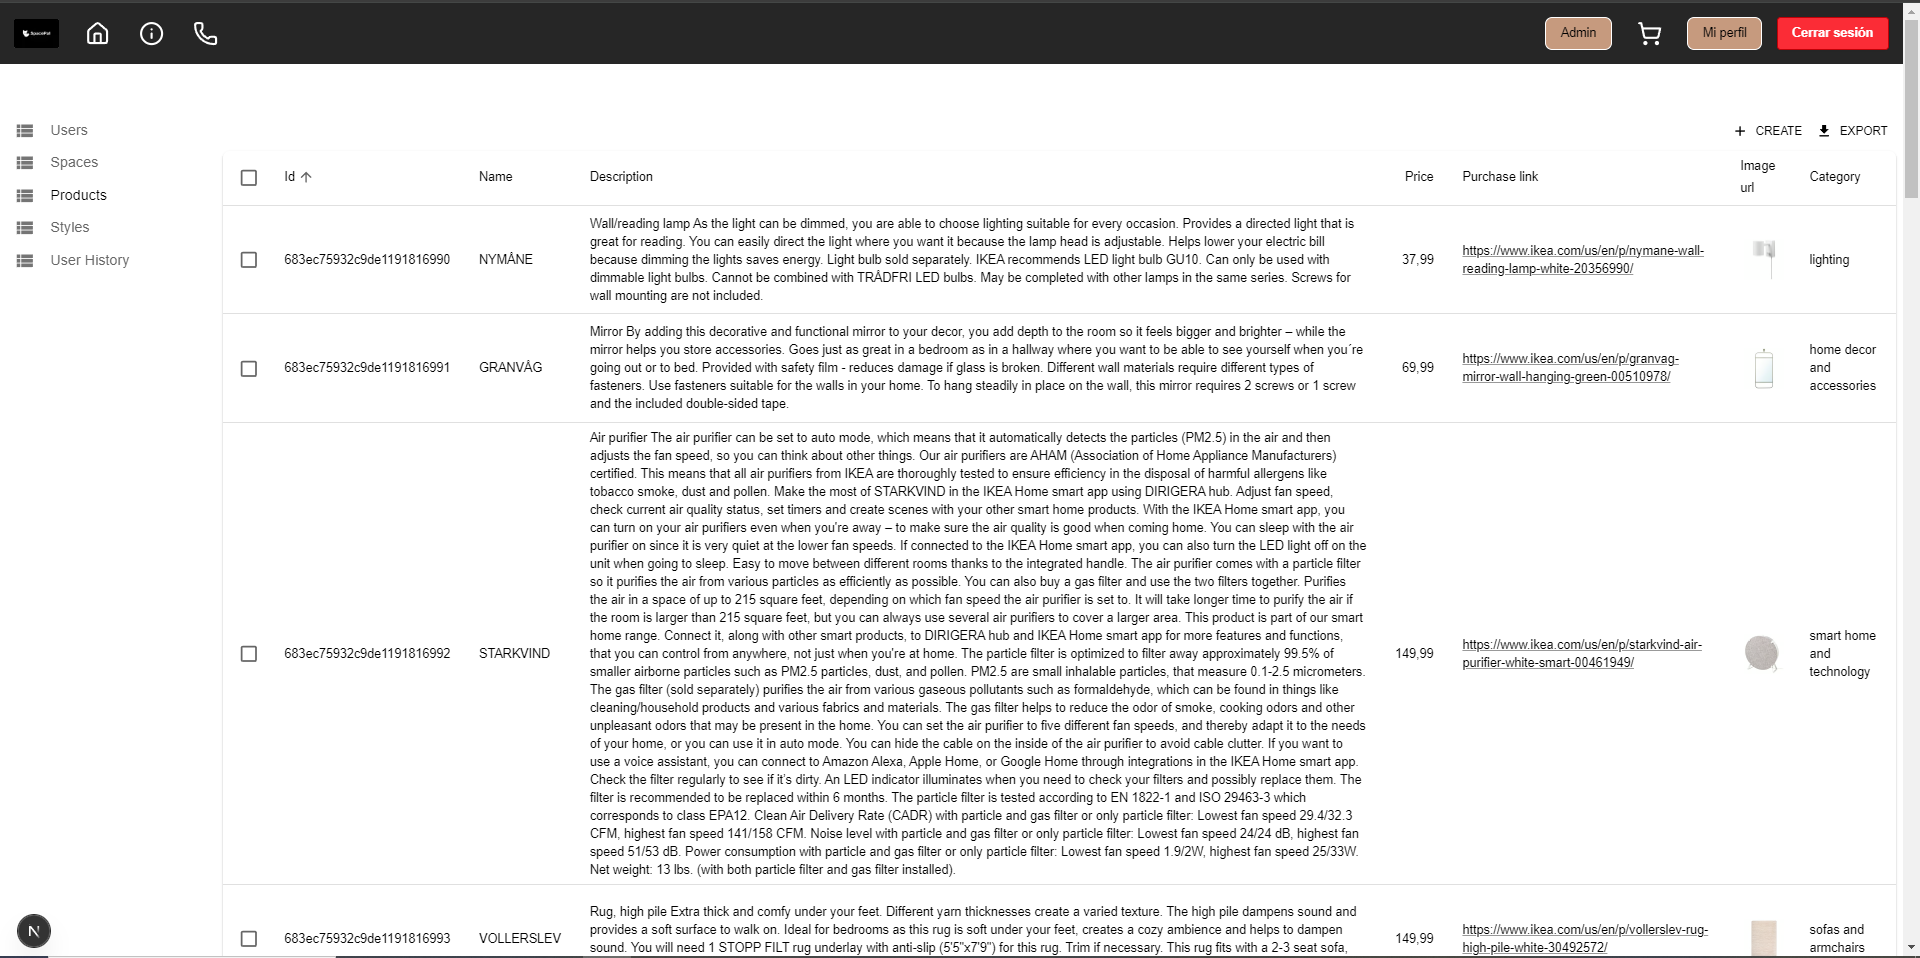 SpacePal
Admin
Mi perfil
Cerrar sesión
Users
Spaces
Products
Styles
User History
CREATE
EXPORT
Id
Name
Description
Price
Purchase link
Image
url
Category
683ec75932c9de1191816990
NYMÅNE
Wall/reading lamp As the light can be dimmed, you are able to choose lighting suitable for every occasion. Provides a directed light that is
great for reading. You can easily direct the light where you want it because the lamp head is adjustable. Helps lower your electric bill
because dimming the lights saves energy. Light bulb sold separately. IKEA recommends LED light bulb GU10. Can only be used with
dimmable light bulbs. Cannot be combined with TRÅDFRI LED bulbs. May be completed with other lamps in the same series. Screws for
wall mounting are not included.
37,99
https://www.ikea.com/us/en/p/nymane-wall-
reading-lamp-white-20356990/
lighting
683ec75932c9de1191816991
GRANVÅG
Mirror By adding this decorative and functional mirror to your decor, you add depth to the room so it feels bigger and brighter – while the
mirror helps you store accessories. Goes just as great in a bedroom as in a hallway where you want to be able to see yourself when you´re
going out or to bed. Provided with safety film - reduces damage if glass is broken. Different wall materials require different types of
fasteners. Use fasteners suitable for the walls in your home. To hang steadily in place on the wall, this mirror requires 2 screws or 1 screw
and the included double-sided tape.
69,99
https://www.ikea.com/us/en/p/granvag-
mirror-wall-hanging-green-00510978/
home decor
and
accessories
683ec75932c9de1191816992
STARKVIND
Air purifier The air purifier can be set to auto mode, which means that it automatically detects the particles (PM2.5) in the air and then
adjusts the fan speed, so you can think about other things. Our air purifiers are AHAM (Association of Home Appliance Manufacturers)
certified. This means that all air purifiers from IKEA are thoroughly tested to ensure efficiency in the disposal of harmful allergens like
tobacco smoke, dust and pollen. Make the most of STARKVIND in the IKEA Home smart app using DIRIGERA hub. Adjust fan speed,
check current air quality status, set timers and create scenes with your other smart home products. With the IKEA Home smart app, you
can turn on your air purifiers even when you're away – to make sure the air quality is good when coming home. You can sleep with the air
purifier on since it is very quiet at the lower fan speeds. If connected to the IKEA Home smart app, you can also turn the LED light off on the
unit when going to sleep. Easy to move between different rooms thanks to the integrated handle. The air purifier comes with a particle filter
so it purifies the air from various particles as efficiently as possible. You can also buy a gas filter and use the two filters together. Purifies
the air in a space of up to 215 square feet, depending on which fan speed the air purifier is set to. It will take longer time to purify the air if
the room is larger than 215 square feet, but you can always use several air purifiers to cover a larger area. This product is part of our smart
home range. Connect it, along with other smart products, to DIRIGERA hub and IKEA Home smart app for more features and functions,
that you can control from anywhere, not just when you're at home. The particle filter is optimized to filter away approximately 99.5% of
smaller airborne particles such as PM2.5 particles, dust, and pollen. PM2.5 are small inhalable particles, that measure 0.1-2.5 micrometers.
The gas filter (sold separately) purifies the air from various gaseous pollutants such as formaldehyde, which can be found in things like
cleaning/household products and various fabrics and materials. The gas filter helps to reduce the odor of smoke, cooking odors and other
unpleasant odors that may be present in the home. You can set the air purifier to five different fan speeds, and thereby adapt it to the needs
of your home, or you can use it in auto mode. You can hide the cable on the inside of the air purifier to avoid cable clutter. If you want to
use a voice assistant, you can connect to Amazon Alexa, Apple Home, or Google Home through integrations in the IKEA Home smart app.
Check the filter regularly to see if it's dirty. An LED indicator illuminates when you need to check your filters and possibly replace them. The
filter is recommended to be replaced within 6 months. The particle filter is tested according to EN 1822-1 and ISO 29463-3 which
corresponds to class EPA12. Clean Air Delivery Rate (CADR) with particle and gas filter or only particle filter: Lowest fan speed 29.4/32.3
CFM, highest fan speed 141/158 CFM. Noise level with particle and gas filter or only particle filter: Lowest fan speed 24/24 dB, highest fan
speed 51/53 dB. Power consumption with particle and gas filter or only particle filter: Lowest fan speed 1.9/2W, highest fan speed 25/33W.
Net weight: 13 lbs. (with both particle filter and gas filter installed).
149,99
https://www.ikea.com/us/en/p/starkvind-air-
purifier-white-smart-00461949/
smart home
and
technology
683ec75932c9de1191816993
VOLLERSLEV
Rug, high pile Extra thick and comfy under your feet. Different yarn thicknesses create a varied texture. The high pile dampens sound and
provides a soft surface to walk on. Ideal for bedrooms as this rug is soft under your feet, creates a cozy ambience and helps to dampen
sound. You will need 1 STOPP FILT rug underlay with anti-slip (5'5"x7'9") for this rug. Trim if necessary. This rug fits with a 2-3 seat sofa,
149,99
https://www.ikea.com/us/en/p/vollerslev-rug-
high-pile-white-30492572/
sofas and
armchairs
N